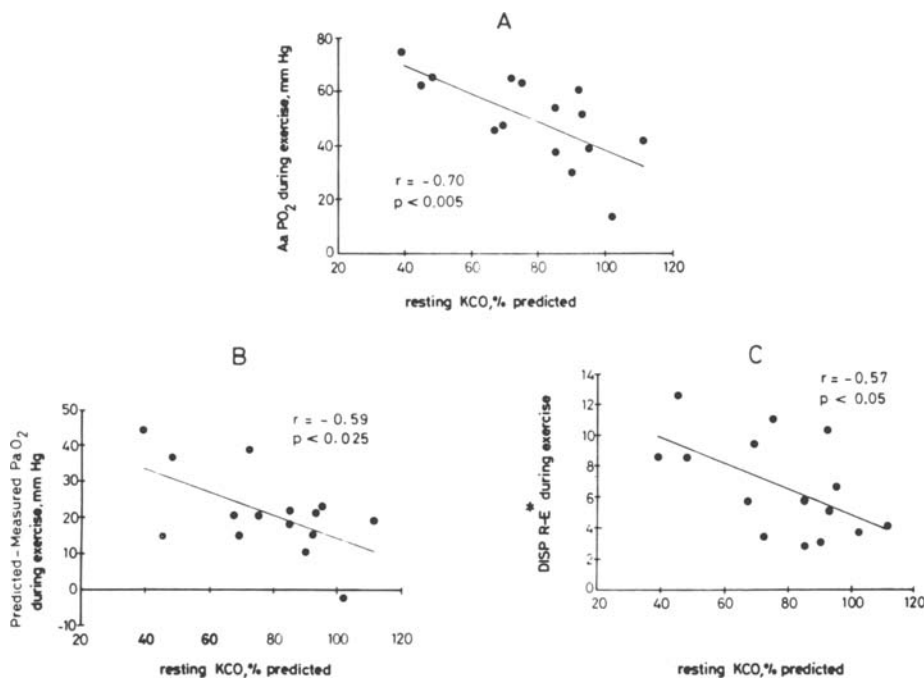 A
Aa PO2 during exercise, mm Hg
80
60
40
20
0
r = -0.70
p < 0.005
20 40 60 80 100 120
resting KCO, % predicted
B
Predicted - Measured Pa O2
during exercise, mm Hg
50
40
30
20
10
0
-10
r = -0.59
p < 0.025
20 40 60 80 100 120
resting KCO, % predicted
C
DISP R-E* during exercise
14
12
10
8
6
4
2
0
r = -0.57
p < 0.05
20 40 60 80 100 120
resting KCO, % predicted